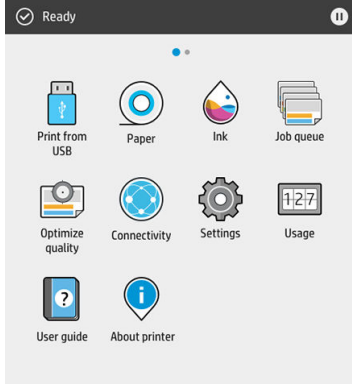 Ready
Print from
USB
Paper
Ink
Job queue
Optimize
quality
Connectivity
Settings
127
Usage
?
User guide
i
About printer